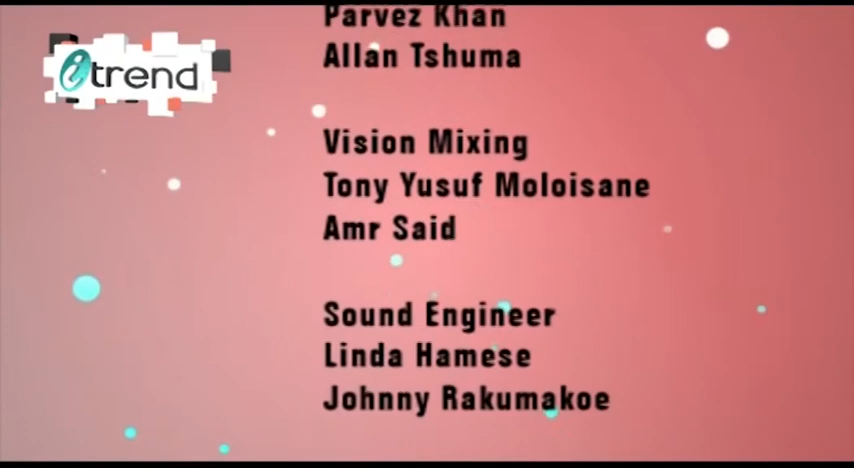 itrend
Parvez Khan
Allan Tshuma
Vision Mixing
Tony Yusuf Moloisane
Amr Said
Sound Engineer
Linda Hamese
Johnny Rakumakoe